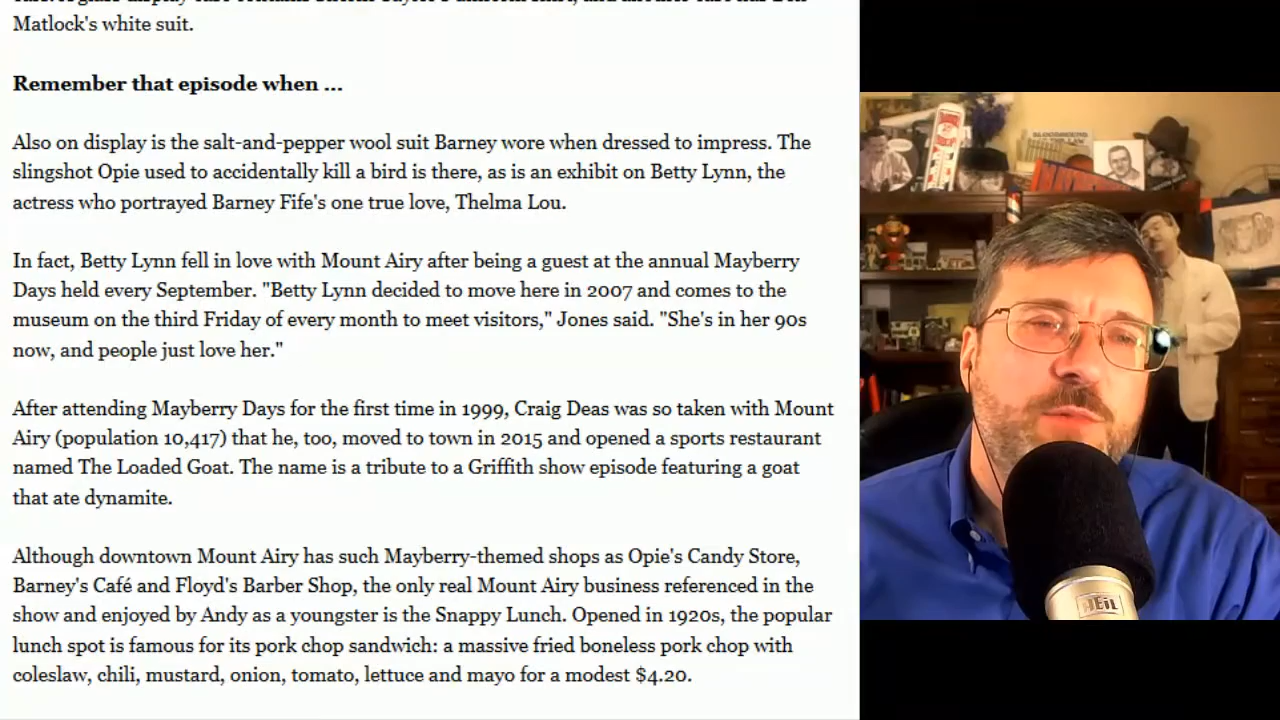 Matlock's white suit.
Remember that episode when ...
Also on display is the salt-and-pepper wool suit Barney wore when dressed to impress. The
slingshot Opie used to accidentally kill a bird is there, as is an exhibit on Betty Lynn, the
actress who portrayed Barney Fife's one true love, Thelma Lou.
In fact, Betty Lynn fell in love with Mount Airy after being a guest at the annual Mayberry
Days held every September. "Betty Lynn decided to move here in 2007 and comes to the
museum on the third Friday of every month to meet visitors," Jones said. "She's in her 90s
now, and people just love her."
After attending Mayberry Days for the first time in 1999, Craig Deas was so taken with Mount
Airy (population 10,417) that he, too, moved to town in 2015 and opened a sports restaurant
named The Loaded Goat. The name is a tribute to a Griffith show episode featuring a goat
that ate dynamite.
Although downtown Mount Airy has such Mayberry-themed shops as Opie's Candy Store,
Barney's Café and Floyd's Barber Shop, the only real Mount Airy business referenced in the
show and enjoyed by Andy as a youngster is the Snappy Lunch. Opened in 1920s, the popular
lunch spot is famous for its pork chop sandwich: a massive fried boneless pork chop with
coleslaw, chili, mustard, onion, tomato, lettuce and mayo for a modest $4.20.
HEiL